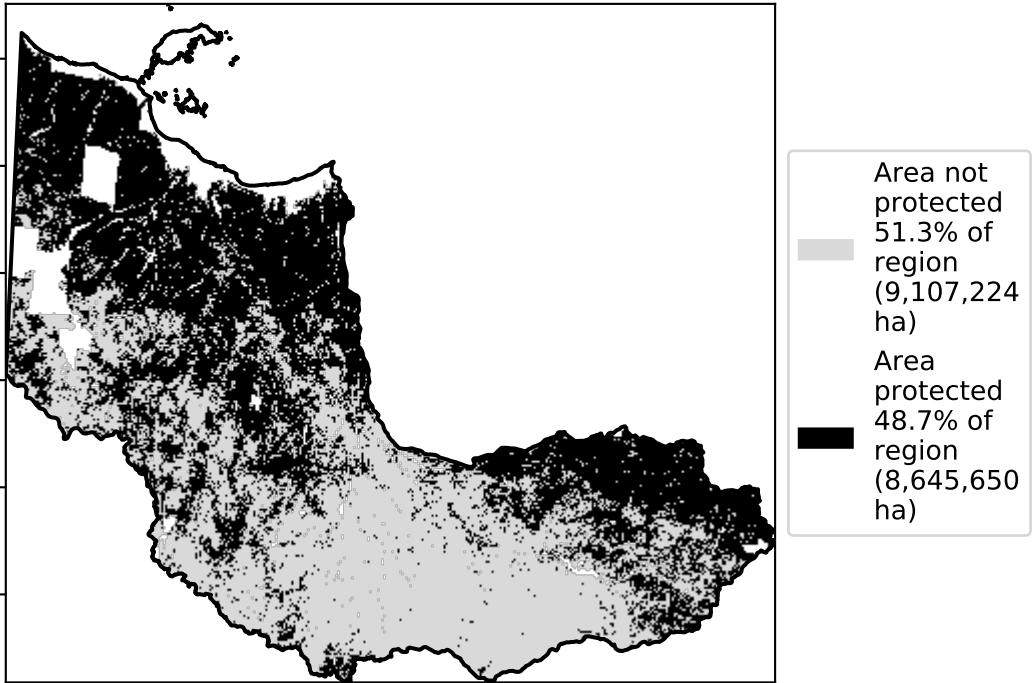 Area not
protected
51.3% of
region
(9,107,224
ha)
Area
protected
48.7% of
region
(8,645,650
ha)